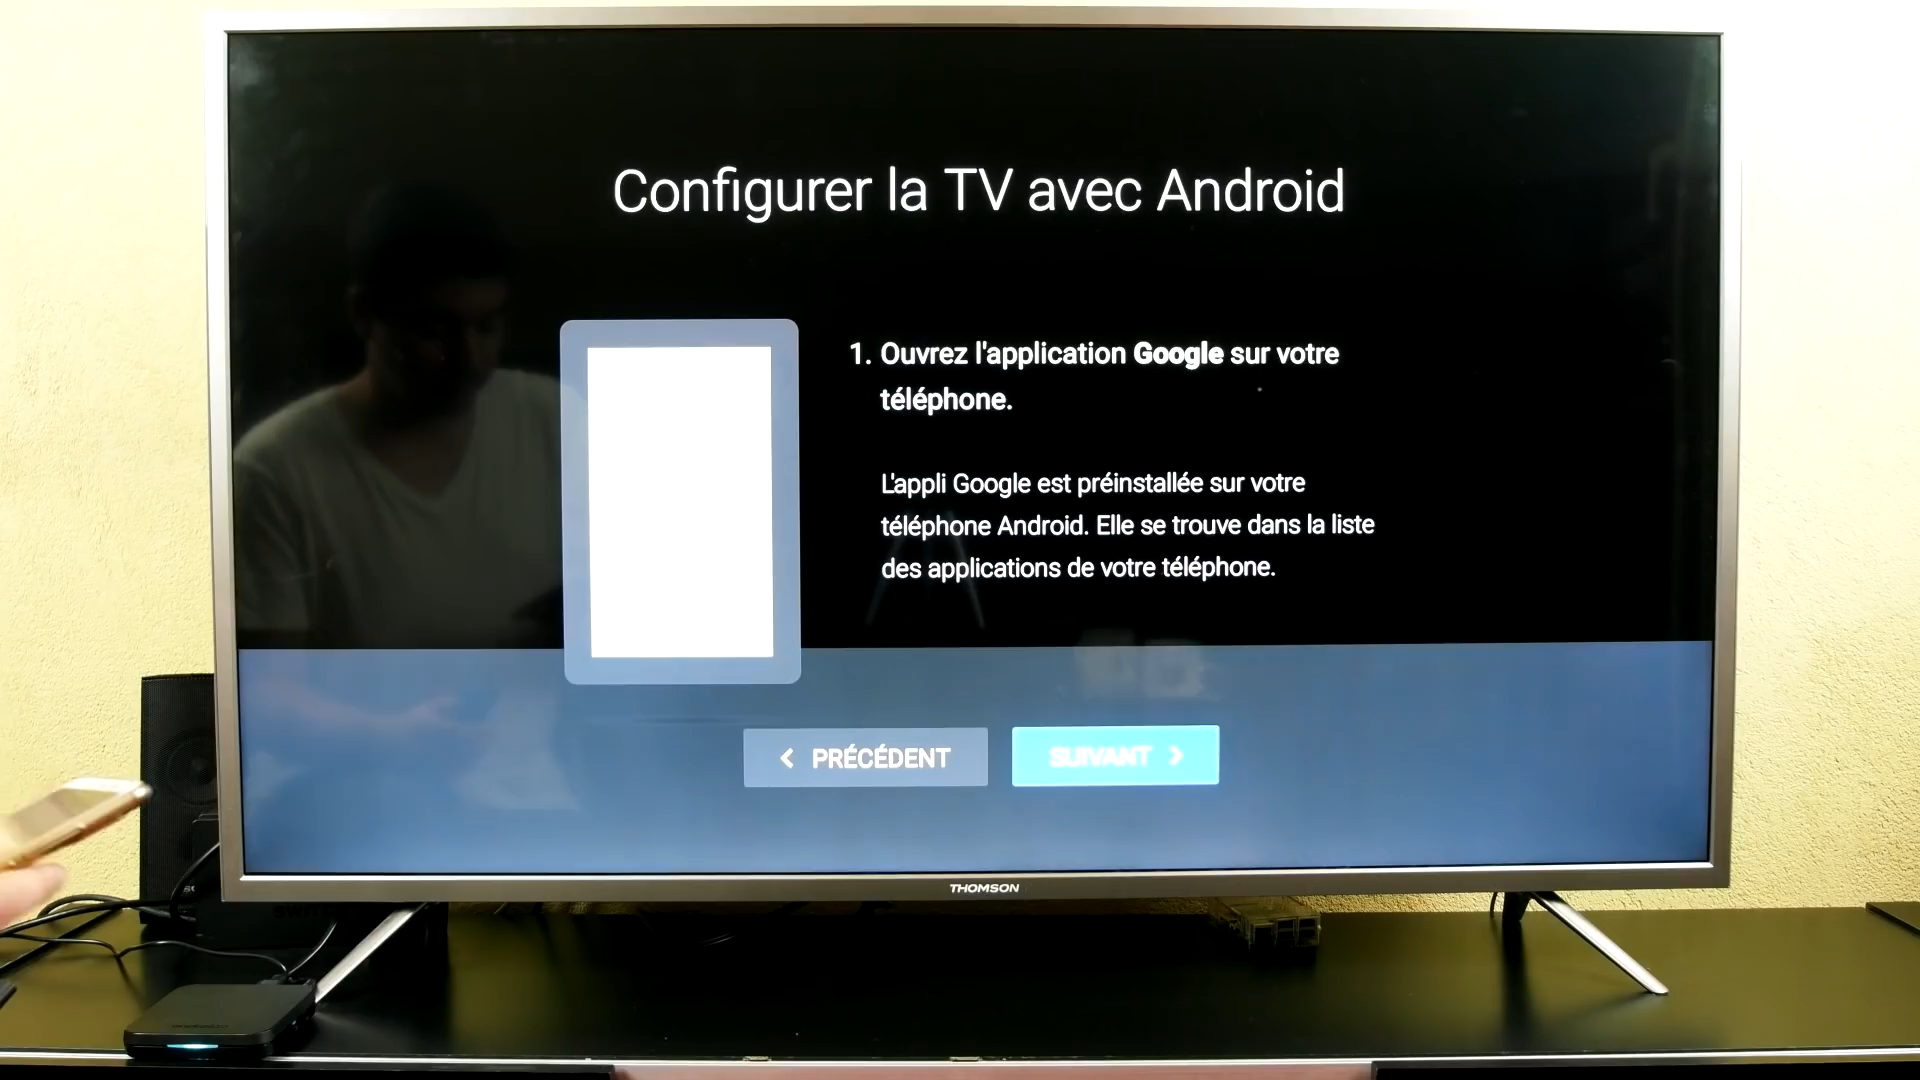 Configurer la TV avec Android
1. Ouvrez l'application Google sur votre
téléphone.
L'appli Google est préinstallée sur votre
téléphone Android. Elle se trouve dans la liste
des applications de votre téléphone.
< PRÉCÉDENT
SUIVANT >
THOMSON